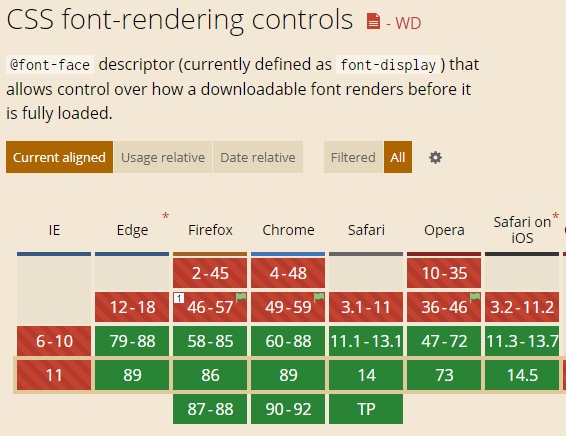 CSS font-rendering controls - WD
@font-face descriptor (currently defined as font-display) that
allows control over how a downloadable font renders before it
is fully loaded.
Current aligned Usage relative Date relative Filtered All
IE Edge * Firefox Chrome Safari Opera Safari on iOS *
2-45 4-48 10-35
12-18 1 46-57 49-59 3.1-11 36-46 3.2-11.2
6-10 79-88 58-85 60-88 11.1-13.1 47-72 11.3-13.7
11 89 86 89 14 73 14.5
87-88 90-92 TP